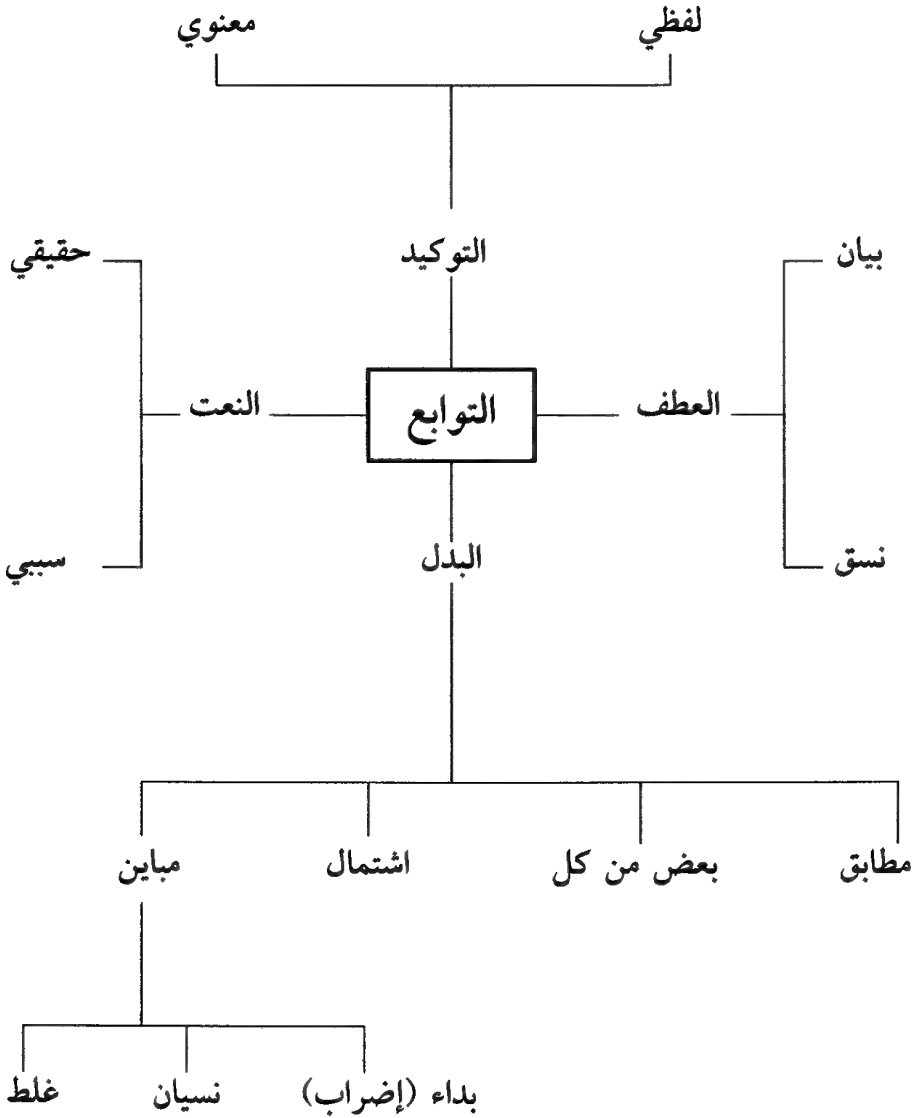 لفظي
معنوي
بيان
التوكيد
حقيقي
العطف
التوابع
النعت
نسق
البدل
سببي
مطابق
بعض من كل
اشتمال
مباين
بداء (إضراب)
نسيان
غلط